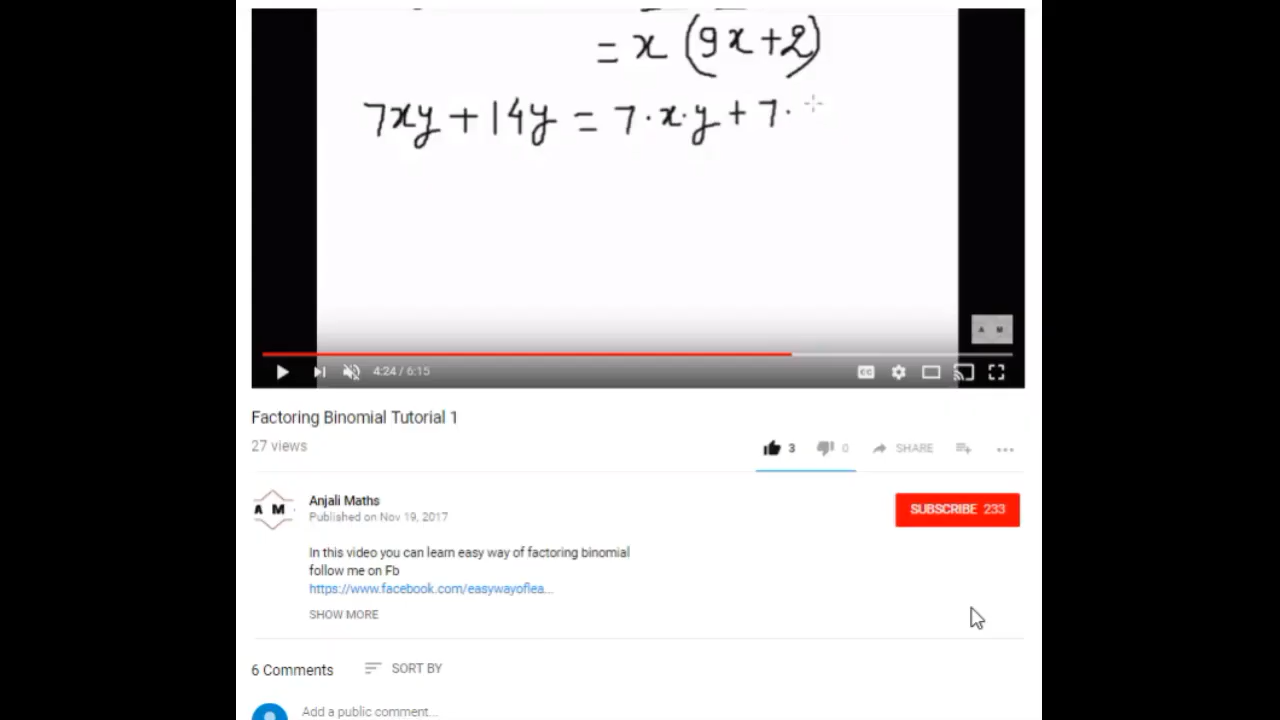 = x (9x+2)
7xy + 14y = 7·x·y + 7·
A M
4:24 / 6:15
CC
Factoring Binomial Tutorial 1
27 views
3 0 SHARE
A M
Anjali Maths
Published on Nov 19, 2017
SUBSCRIBE 233
In this video you can learn easy way of factoring binomial
follow me on Fb
https://www.facebook.com/easywayoflea...
SHOW MORE
6 Comments SORT BY
Add a public comment...